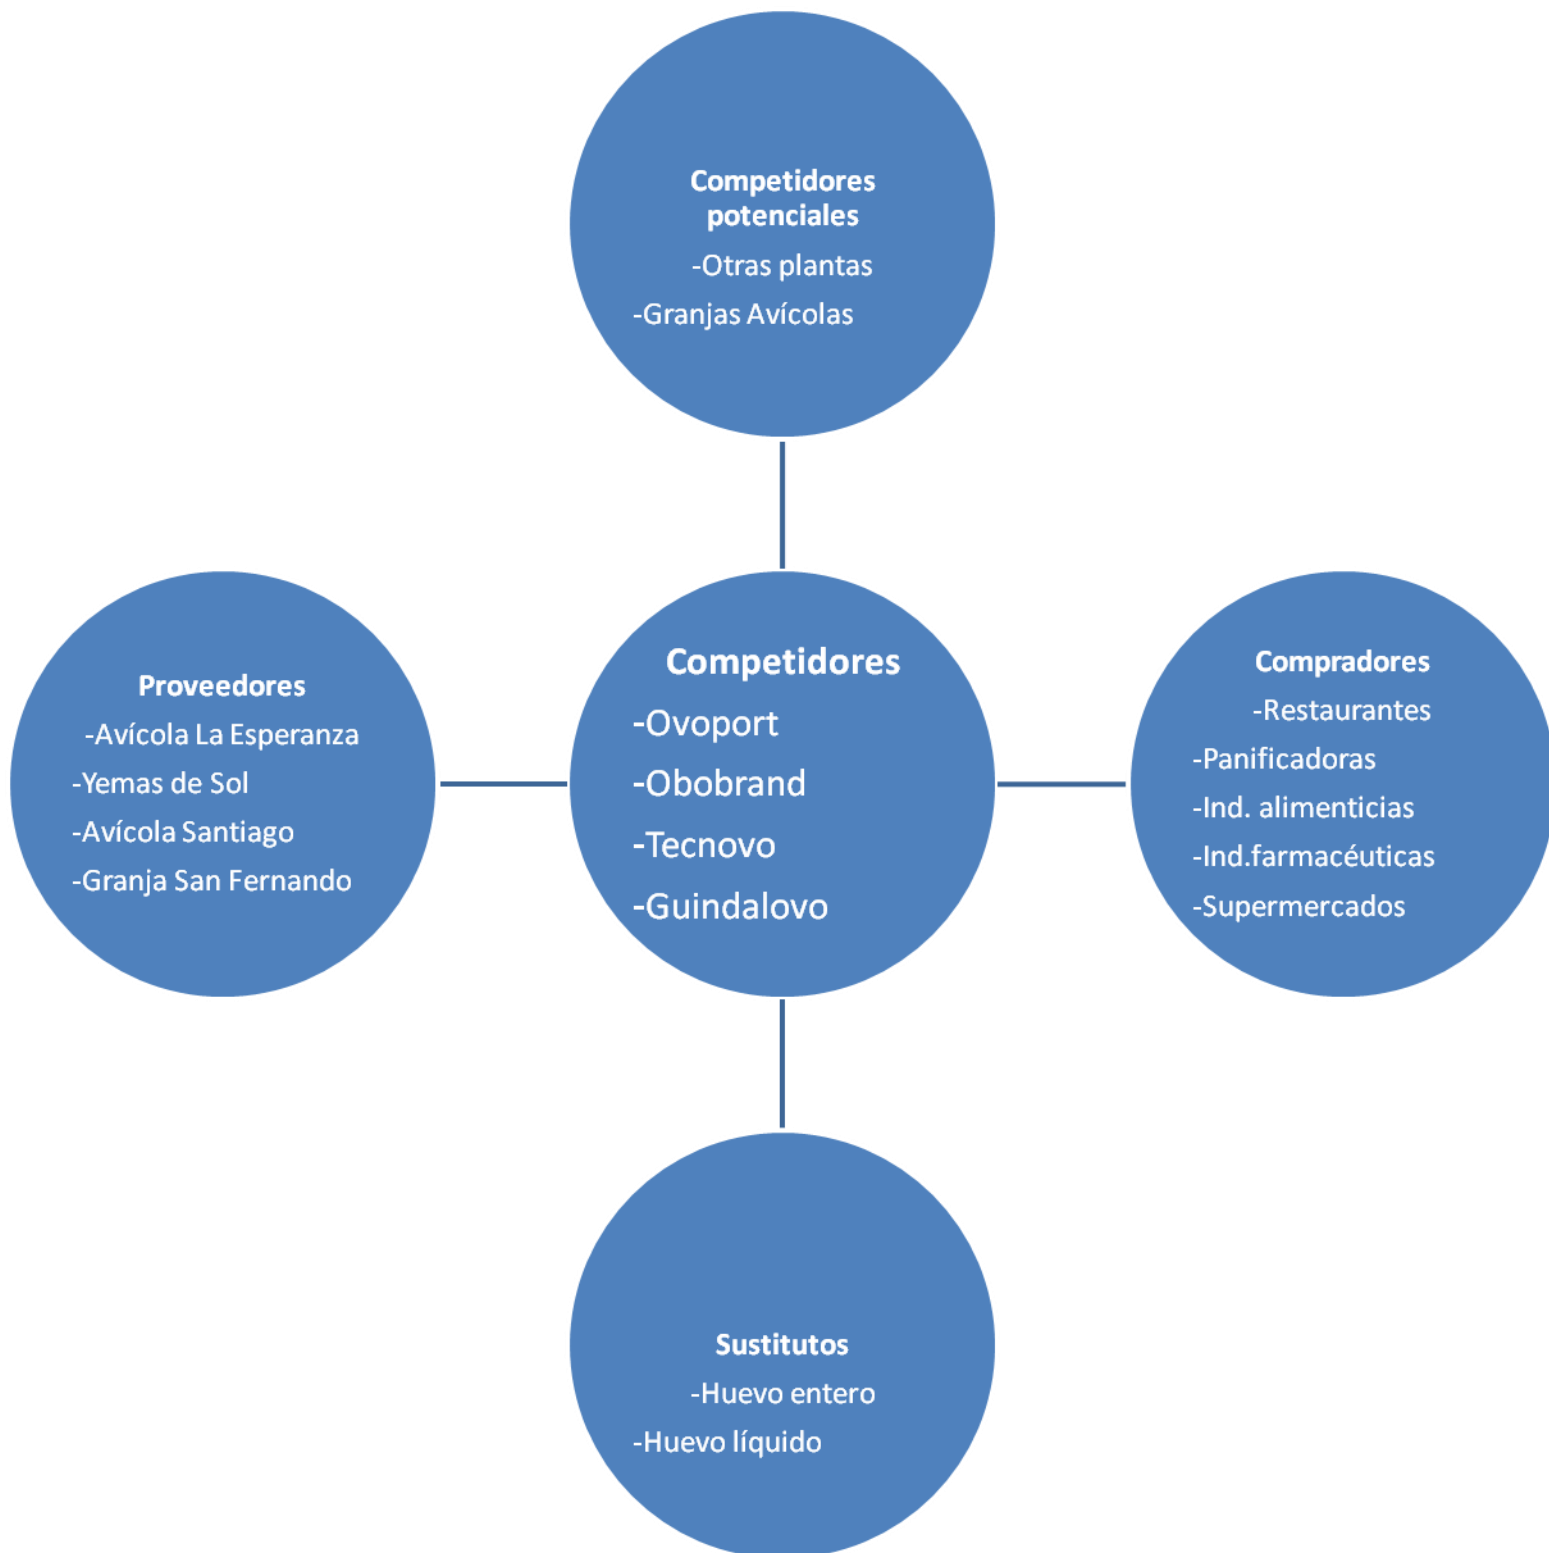 Competidores
potenciales
-Otras plantas
-Granjas Avícolas
Proveedores
-Avícola La Esperanza
-Yemas de Sol
-Avícola Santiago
-Granja San Fernando
Competidores
-Ovoport
-Obobrand
-Tecnovo
-Guindalovo
Compradores
-Restaurantes
-Panificadoras
-Ind. alimenticias
-Ind.farmacéuticas
-Supermercados
Sustitutos
-Huevo entero
-Huevo líquido